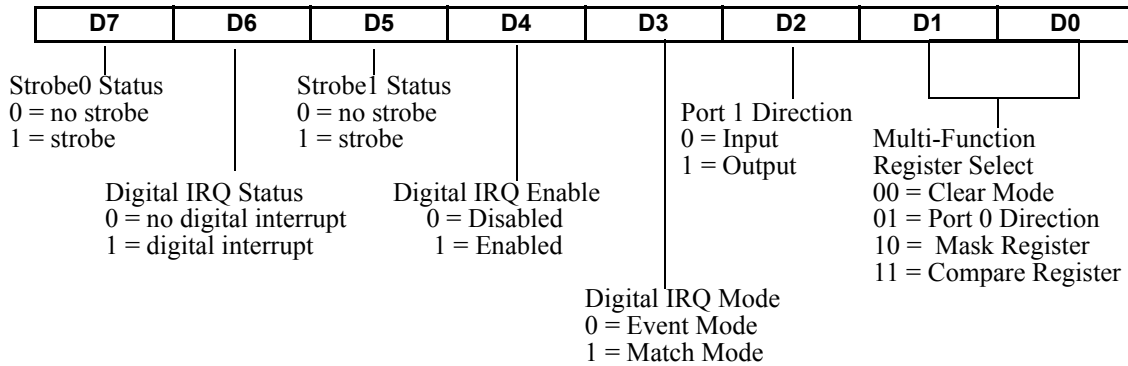 D7 D6 D5 D4 D3 D2 D1 D0
Strobe0 Status
0 = no strobe
1 = strobe
Digital IRQ Status
0 = no digital interrupt
1 = digital interrupt
Strobe1 Status
0 = no strobe
1 = strobe
Digital IRQ Enable
0 = Disabled
1 = Enabled
Digital IRQ Mode
0 = Event Mode
1 = Match Mode
Port 1 Direction
0 = Input
1 = Output
Multi-Function
Register Select
00 = Clear Mode
01 = Port 0 Direction
10 = Mask Register
11 = Compare Register